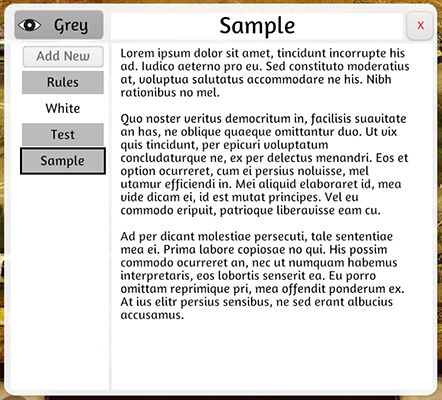 Grey
Sample
x
Add New
Rules
White
Test
Sample
Lorem ipsum dolor sit amet, tincidunt incorrupte his
ad. Iudico aeterno pro eu. Sed constituto moderatius
at, voluptua salutatus accommodare ne his. Nibh
rationibus no mel.
Quo noster veritus democritum in, facilisis suavitate
an has, ne oblique quaeque omittantur duo. Ut vix
quis tincidunt, per epicuri voluptatum
concludaturque ne, ex per delectus menandri. Eos et
option ocurreret, cum ei persius noluisse, mel
utamur efficiendi in. Mei aliquid elaboraret id, mea
vide dicam ei, id est mutat principes. Vel eu
commodo eripuit, patrioque liberavisse eam cu.
Ad per dicant molestiae persecuti, tale sententiae
mea ei. Prima labore copiosae no qui. His possim
commodo ocurreret an, nec ut numquam habemus
interpretaris, eos lobortis senserit ea. Eu porro
omittam reprimique pri, mea offendit ponderum ex.
At ius elitr persius sensibus, ne sed erant albucius
accusamus.